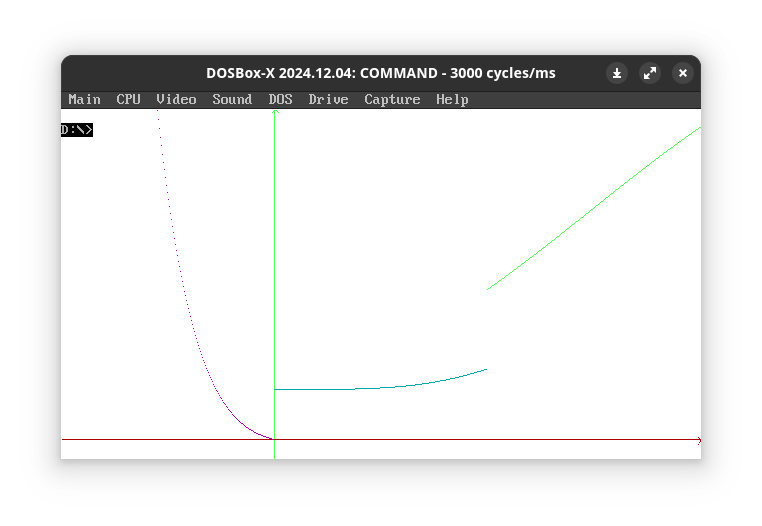 DOSBox-X 2024.12.04: COMMAND - 3000 cycles/ms
Main CPU Video Sound DOS Drive Capture Help
D:\>